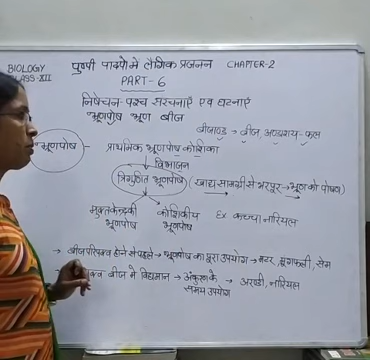 BIOLOGY
CLASS-XII
पुष्पी पादपो मे लैंगिक प्रजनन CHAPTER-2
PART-6
निषेचन-पश्च संरचनाएँ एवं घटनाएँ
भ्रूणपोष भ्रूण बीज
बीजाण्ड → बीज, अण्डाशय-फल
भ्रूणपोष - प्राथमिक भ्रूणपोष कोशिका
विभाजन
त्रिगुणित भ्रूणपोष (खाद्य सामग्री से भरपूर → भ्रूण को पोषण)
मुक्तकेन्द्रकी भ्रूणपोष
कोशिकीय भ्रूणपोष
Ex कच्चा नारियल
→ बीज परिपक्व होने से पहले → भ्रूणपोष का पूरा उपयोग → मटर, मूंगफली, सेम
बीज मे विद्यमान → अंकुरण के समय उपयोग → अरण्डी, नारियल